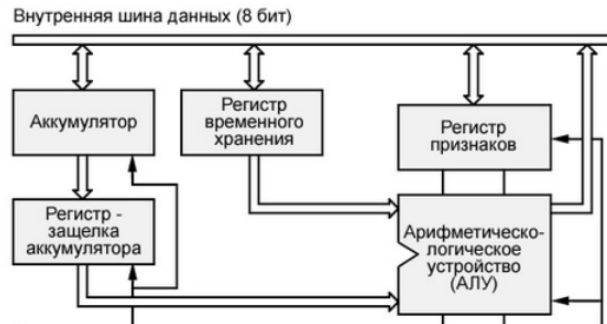 Внутренняя шина данных (8 бит)
Аккумулятор
Регистр
временного
хранения
Регистр
признаков
Регистр -
защелка
аккумулятора
Арифметическо-
логическое
устройство
(АЛУ)